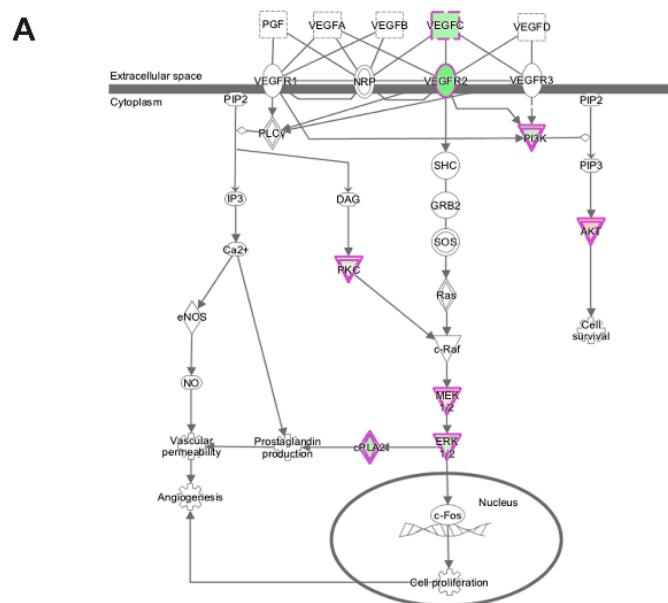 A
PGF
VEGFA
VEGFB
VEGFC
VEGFD
Extracellular space
VEGFR1
NRP
VEGFR2
VEGFR3
Cytoplasm
PIP2
PIP2
PLCγ
PI3K
SHC
PIP3
IP3
DAG
GRB2
AKT
SOS
Ca2+
PKC
Ras
eNOS
Cell
survival
c-Raf
NO
MEK
1/2
Vascular
permeability
Prostaglandin
production
cPLA2
ERK
1/2
Angiogenesis
Nucleus
c-Fos
Cell proliferation